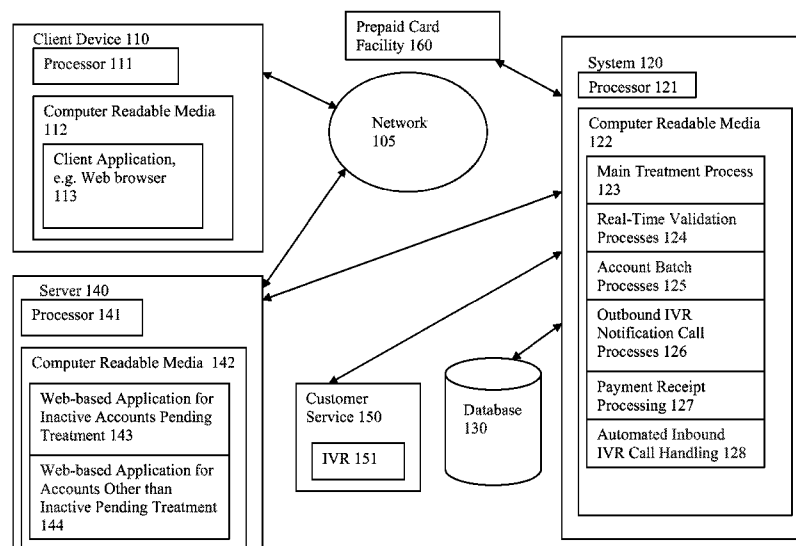 Client Device 110
Processor 111
Computer Readable Media
112
Client Application,
e.g. Web browser
113
Prepaid Card
Facility 160
Network
105
System 120
Processor 121
Computer Readable Media
122
Main Treatment Process
123
Real-Time Validation
Processes 124
Account Batch
Processes 125
Outbound IVR
Notification Call
Processes 126
Payment Receipt
Processing 127
Automated Inbound
IVR Call Handling 128
Server 140
Processor 141
Computer Readable Media 142
Web-based Application for
Inactive Accounts Pending
Treatment 143
Web-based Application for
Accounts Other than
Inactive Pending Treatment
144
Customer
Service 150
IVR 151
Database
130